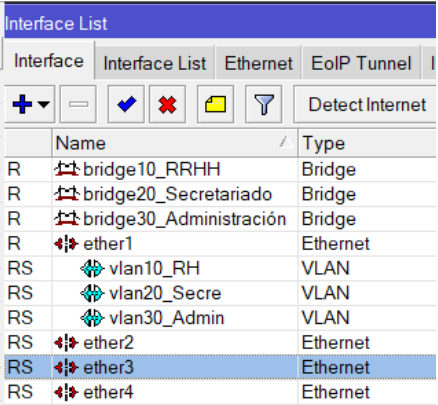 Interface List
Interface Interface List Ethernet EoIP Tunnel
Detect Internet
Name Type
R bridge10_RRHH Bridge
R bridge20_Secretariado Bridge
R bridge30_Administración Bridge
R ether1 Ethernet
RS vlan10_RH VLAN
RS vlan20_Secre VLAN
RS vlan30_Admin VLAN
RS ether2 Ethernet
RS ether3 Ethernet
RS ether4 Ethernet